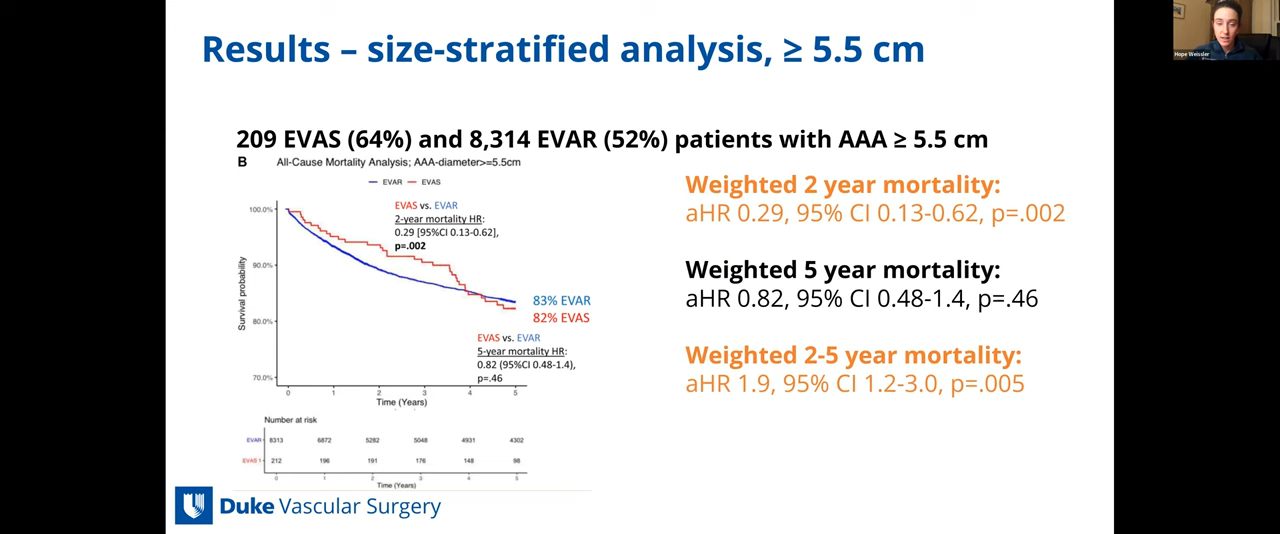 Results – size-stratified analysis, ≥ 5.5 cm
Hope Weissler
209 EVAS (64%) and 8,314 EVAR (52%) patients with AAA ≥ 5.5 cm
B All-Cause Mortality Analysis; AAA-diameter>=5.5cm
EVAR EVAS
100.0%
90.0%
80.0%
70.0%
Survival probability
EVAS vs. EVAR
2-year mortality HR:
0.29 [95%CI 0.13-0.62],
p=.002
83% EVAR
82% EVAS
EVAS vs. EVAR
5-year mortality HR:
0.82 (95%CI 0.48-1.4),
p=.46
0 1 2 3 4 5
Time (Years)
Number at risk
EVAR 8313 6872 5282 5048 4931 4302
EVAS 212 196 191 176 148 98
0 1 2 3 4 5
Time (Years)
Weighted 2 year mortality:
aHR 0.29, 95% CI 0.13-0.62, p=.002
Weighted 5 year mortality:
aHR 0.82, 95% CI 0.48-1.4, p=.46
Weighted 2-5 year mortality:
aHR 1.9, 95% CI 1.2-3.0, p=.005
Duke Vascular Surgery